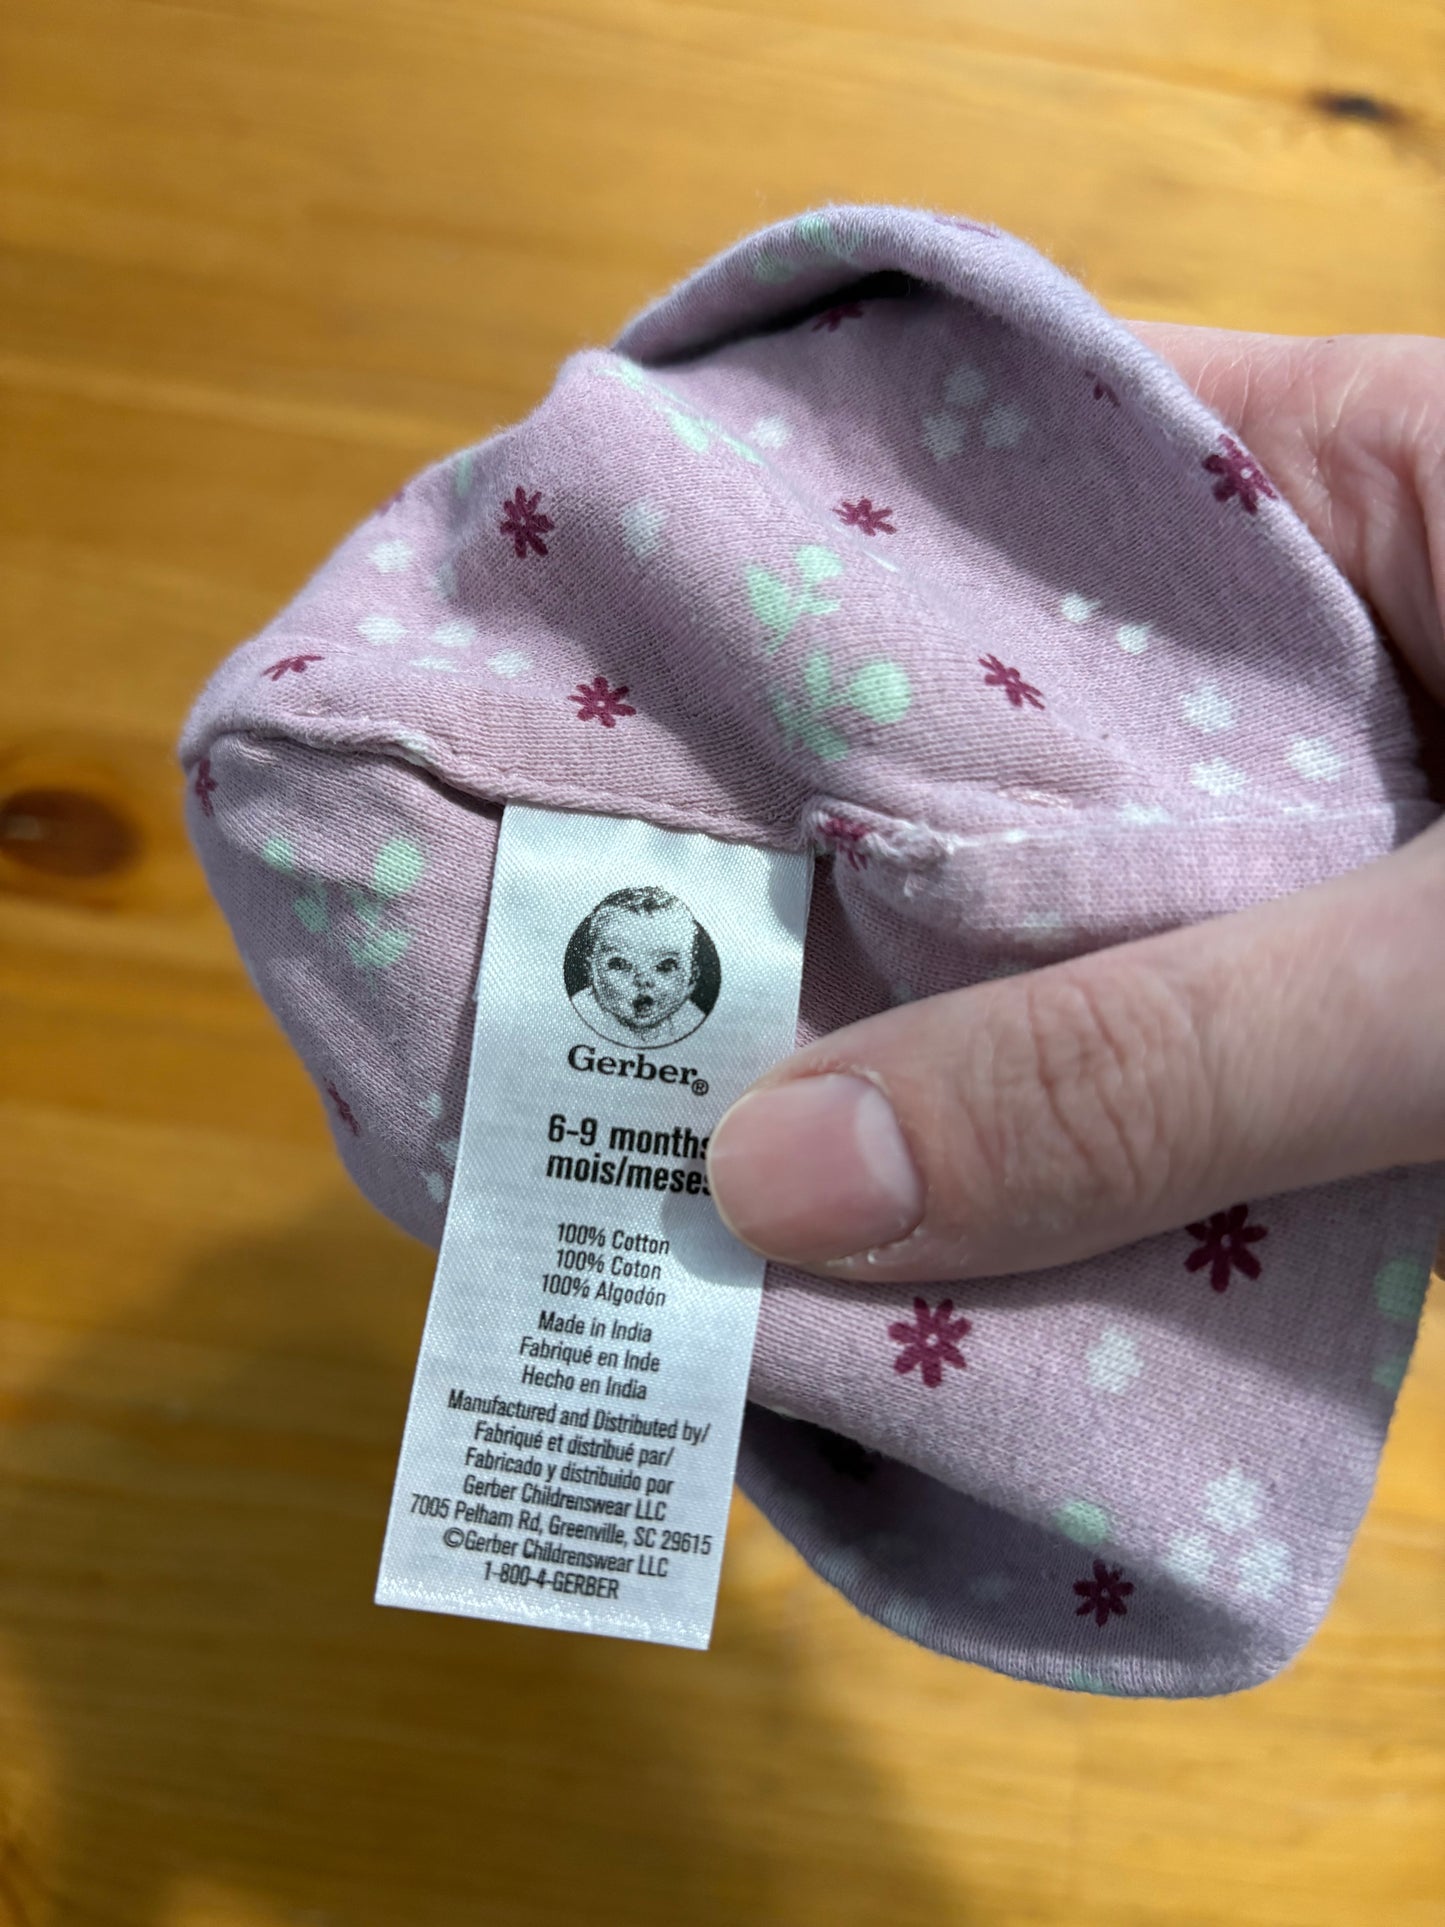 Gerber®
6-9 months
mois/meses
100% Cotton
100% Coton
100% Algodón
Made in India
Fabriqué en Inde
Hecho en India
Manufactured and Distributed by/
Fabriqué et distribué par/
Fabricado y distribuido por
Gerber Childrenswear LLC
7005 Pelham Rd, Greenville, SC 29615
©Gerber Childrenswear LLC
1-800-4-GERBER